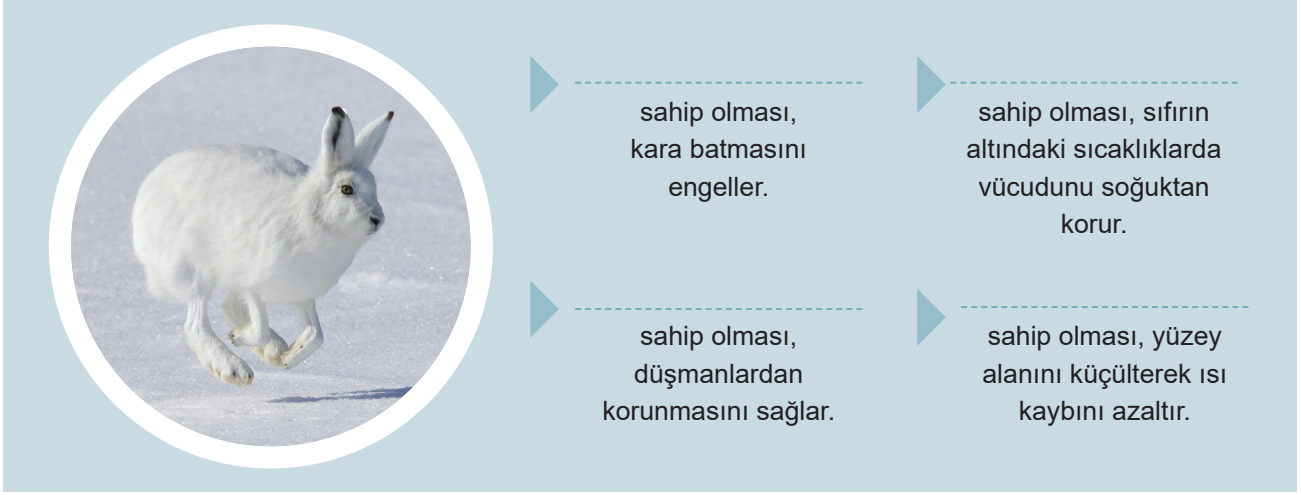 sahip olması,
kara batmasını
engeller.
sahip olması, sıfırın
altındaki sıcaklıklarda
vücudunu soğuktan
korur.
sahip olması,
düşmanlardan
korunmasını sağlar.
sahip olması, yüzey
alanını küçülterek ısı
kaybını azaltır.